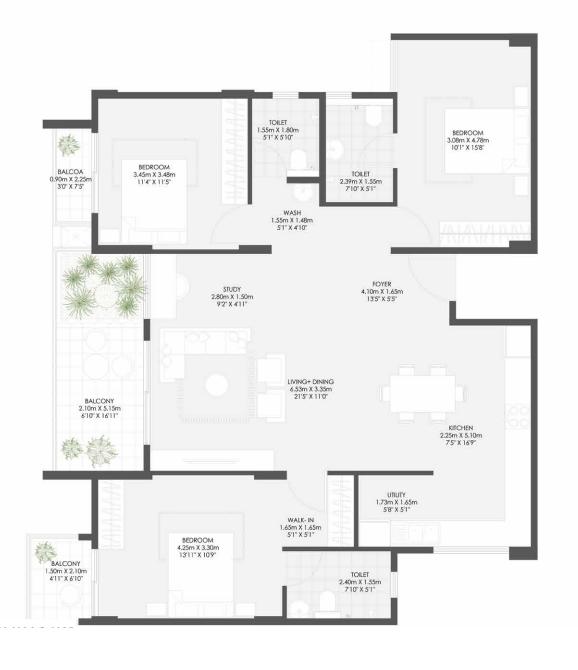 TOILET
1.55m X 1.80m
5'1" X 5'10"
BEDROOM
3.08m X 4.78m
10'1" X 15'8"
BEDROOM
3.45m X 3.48m
11'4" X 11'5"
BALCOA
0.90m X 2.25m
3'0" X 7'5"
TOILET
2.39m X 1.55m
7'10" X 5'1"
WASH
1.55m X 1.48m
5'1" X 4'10"
STUDY
2.80m X 1.50m
9'2" X 4'11"
FOYER
4.10m X 1.65m
13'5" X 5'5"
LIVING+ DINING
6.53m X 3.35m
21'5" X 11'0"
BALCONY
2.10m X 5.15m
6'10" X 16'11"
KITCHEN
2.25m X 5.10m
7'5" X 16'9"
UTILITY
1.73m X 1.65m
5'8" X 5'1"
WALK- IN
1.65m X 1.65m
5'1" X 5'1"
BEDROOM
4.25m X 3.30m
13'11" X 10'9"
BALCONY
1.50m X 2.10m
4'11" X 6'10"
TOILET
2.40m X 1.55m
7'10" X 5'1"